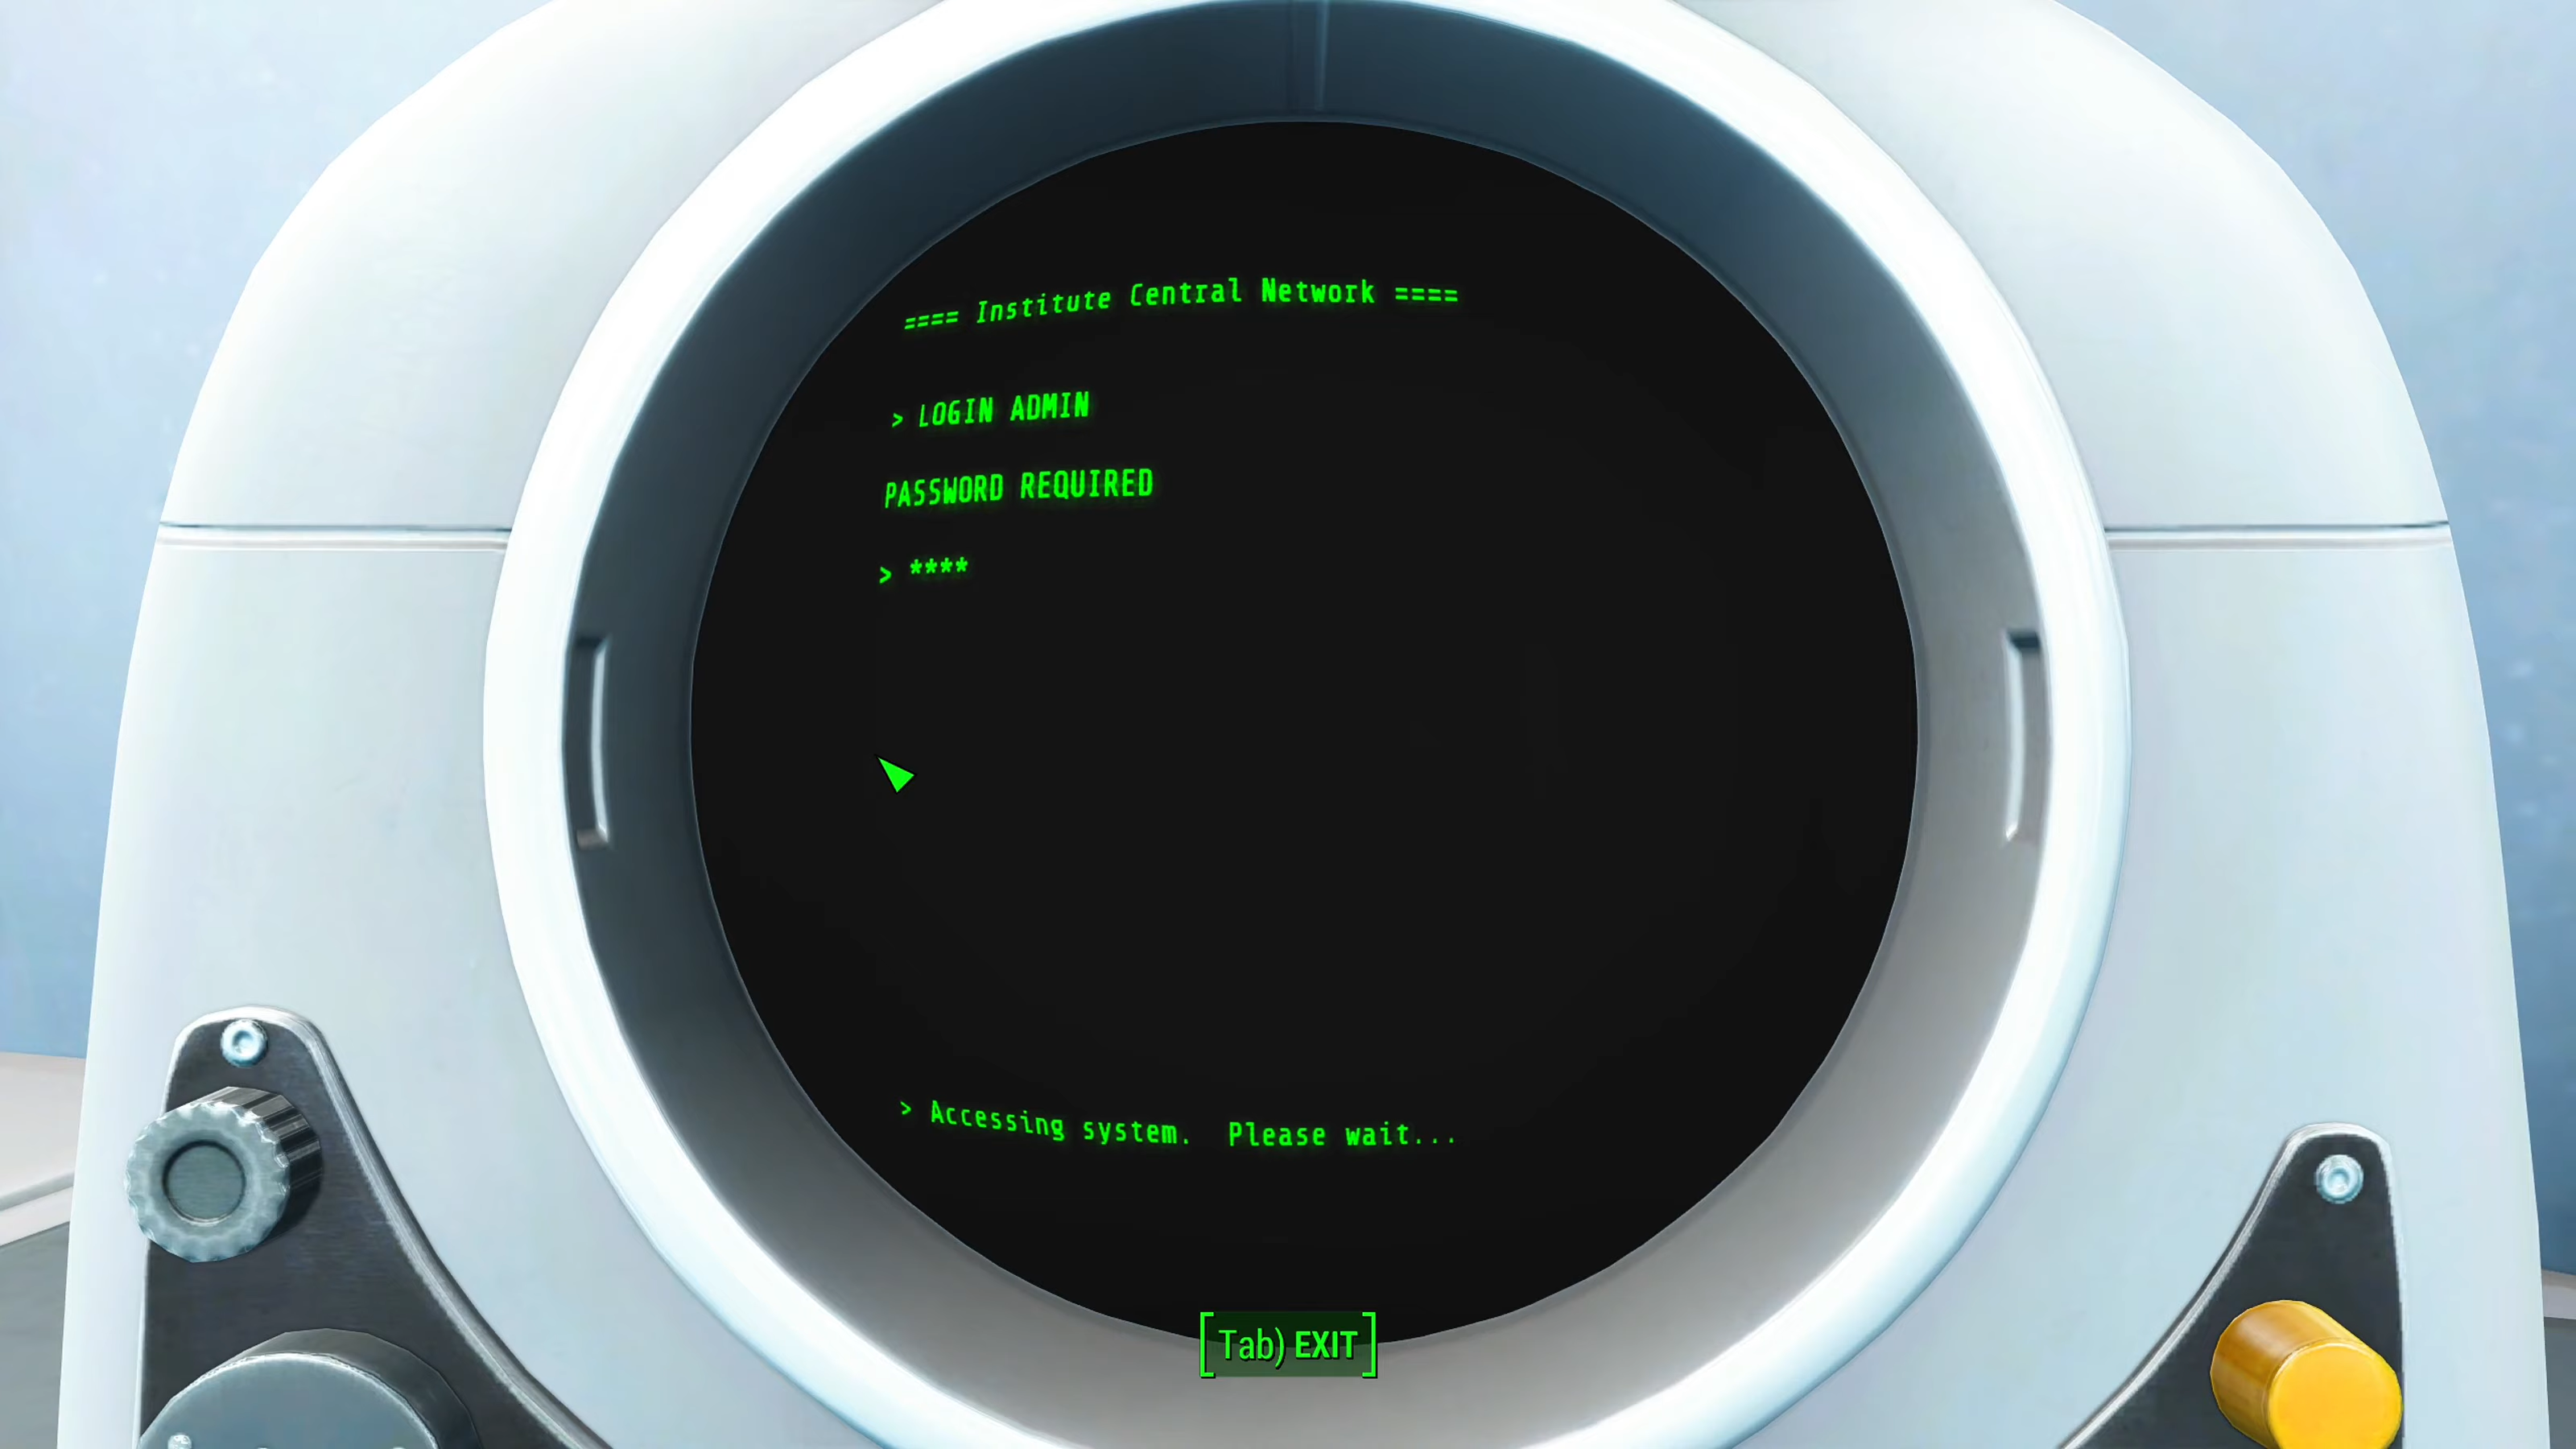 ==== Institute Central Network ====
> LOGIN ADMIN
PASSWORD REQUIRED
> ****
> Accessing system.  Please wait...
Tab) EXIT